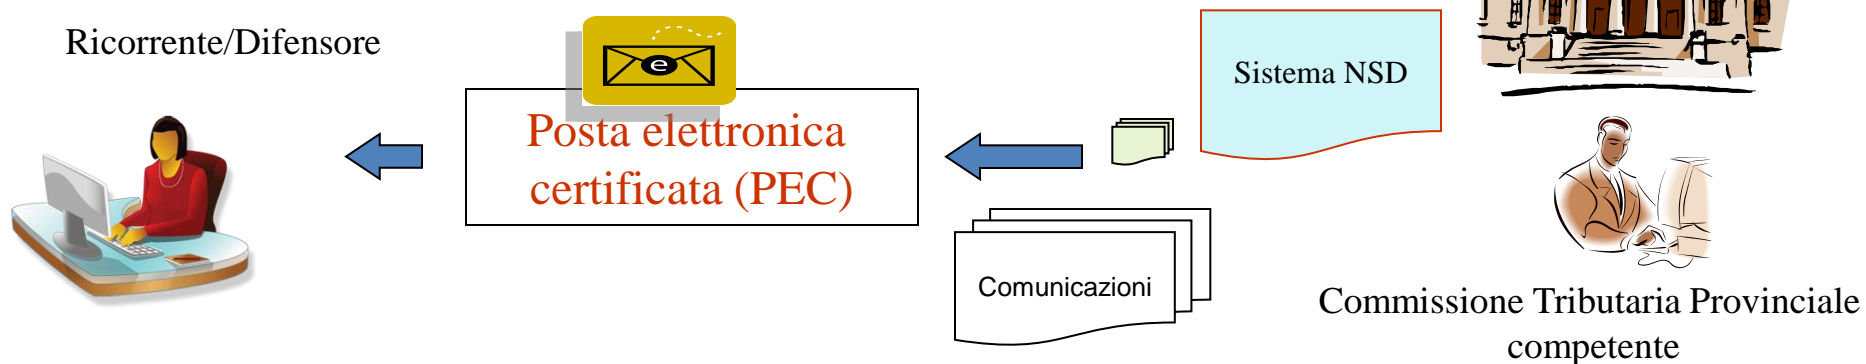 Ricorrente/Difensore
e
Posta elettronica
certificata (PEC)
Sistema NSD
Comunicazioni
Commissione Tributaria Provinciale
competente